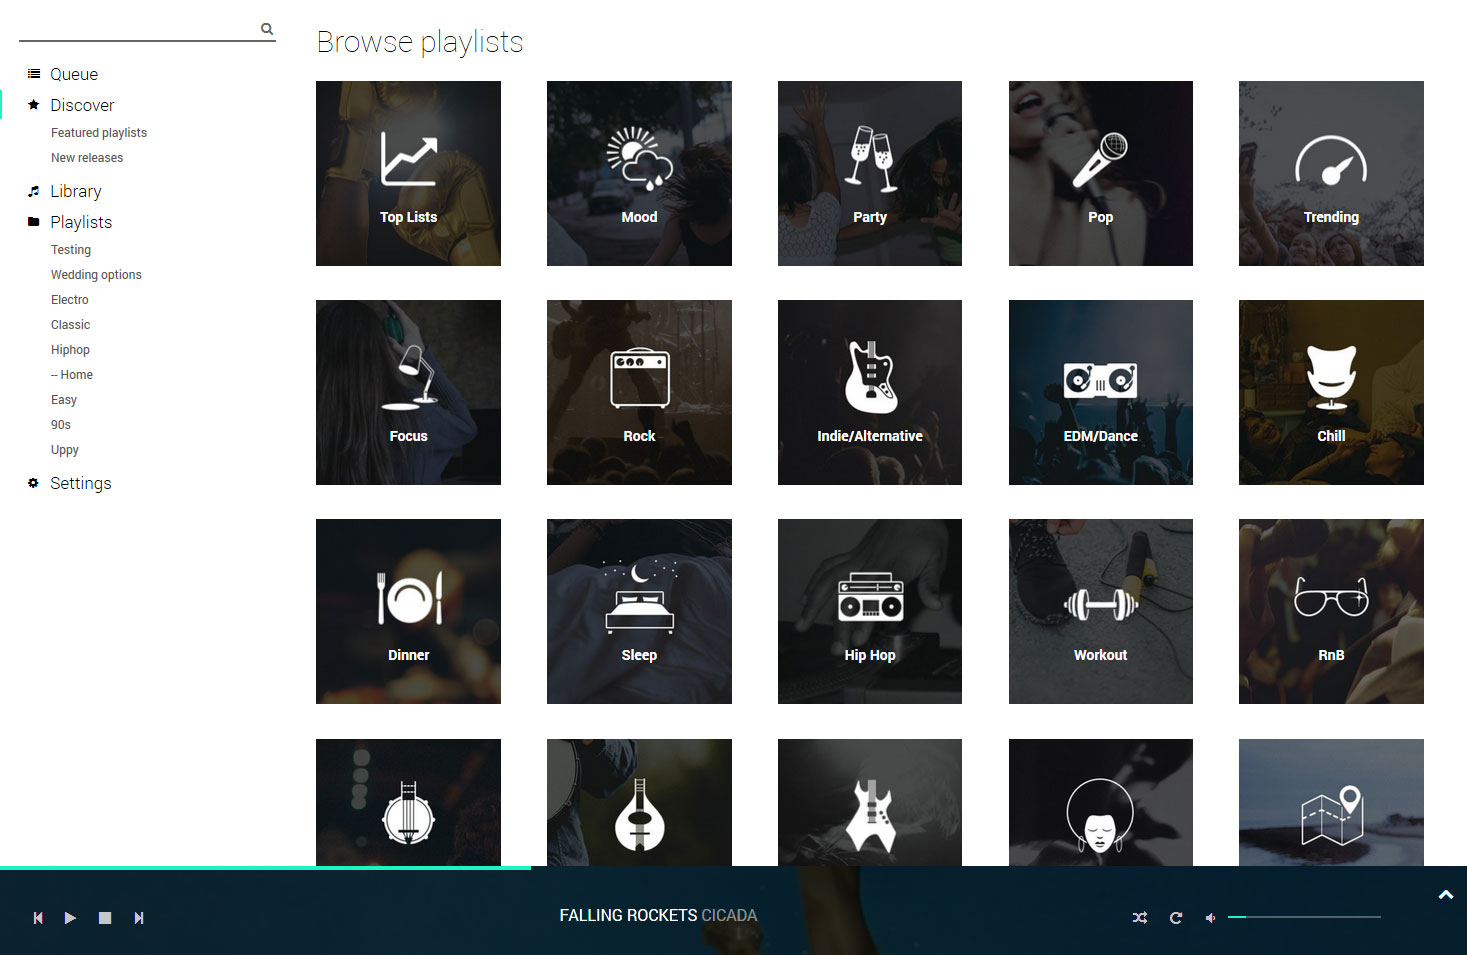 Browse playlists
Queue
Discover
Featured playlists
New releases
Library
Playlists
Testing
Wedding options
Electro
Classic
Hiphop
-- Home
Easy
90s
Uppy
Settings
Top Lists
Mood
Party
Pop
Trending
Focus
Rock
Indie/Alternative
EDM/Dance
Chill
Dinner
Sleep
Hip Hop
Workout
RnB
FALLING ROCKETS CICADA